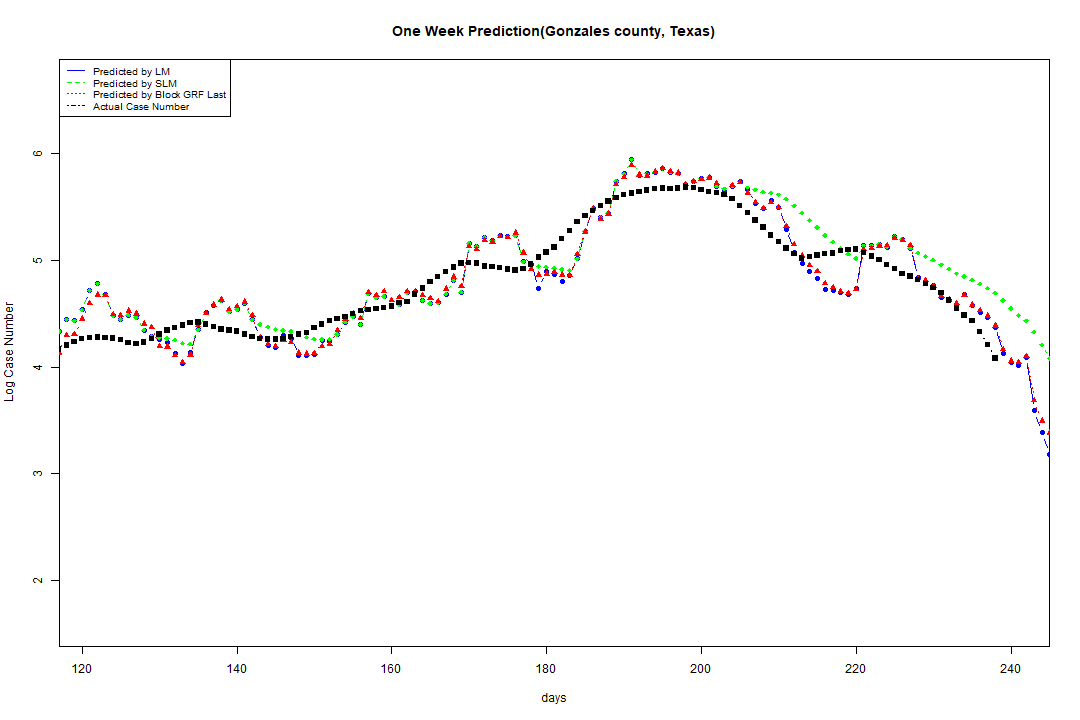 One Week Prediction(Gonzales county, Texas)
Predicted by LM
Predicted by SLM
Predicted by Block GRF Last
Actual Case Number
6
5
4
3
2
Log Case Number
120 140 160 180 200 220 240
days